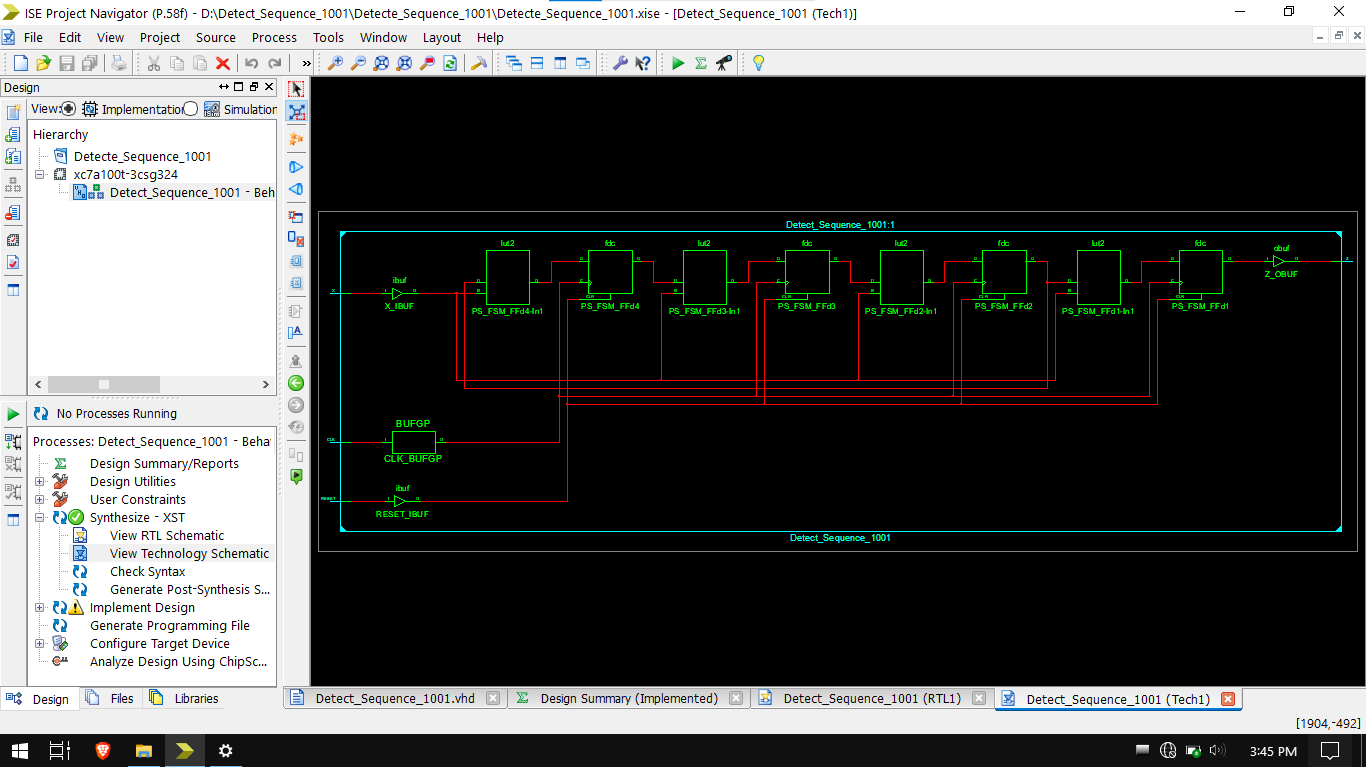 ISE Project Navigator (P.58f) - D:\Detect_Sequence_1001\Detecte_Sequence_1001\Detecte_Sequence_1001.xise - [Detect_Sequence_1001 (Tech1)]
File Edit View Project Source Process Tools Window Layout Help
Design
View: Implementation Simulation
Hierarchy
Detecte_Sequence_1001
xc7a100t-3csg324
Detect_Sequence_1001 - Beh
No Processes Running
Processes: Detect_Sequence_1001 - Beha
Design Summary/Reports
Design Utilities
User Constraints
Synthesize - XST
View RTL Schematic
View Technology Schematic
Check Syntax
Generate Post-Synthesis S...
Implement Design
Generate Programming File
Configure Target Device
Analyze Design Using ChipSc...
Design Files Libraries
Detect_Sequence_1001:1
lut2 fdc lut2 fdc lut2 fdc lut2 fdc obuf
Z_OBUF
ibuf
X_IBUF
PS_FSM_FFd4-In1 PS_FSM_FFd4 PS_FSM_FFd3-In1 PS_FSM_FFd3 PS_FSM_FFd2-In1 PS_FSM_FFd2 PS_FSM_FFd1-In1 PS_FSM_FFd1
CLR CLR CLR CLR
BUFGP
CLK
CLK_BUFGP
ibuf
RESET
RESET_IBUF
Detect_Sequence_1001
Detect_Sequence_1001.vhd Design Summary (Implemented) Detect_Sequence_1001 (RTL1) Detect_Sequence_1001 (Tech1)
[1904,-492]
3:45 PM